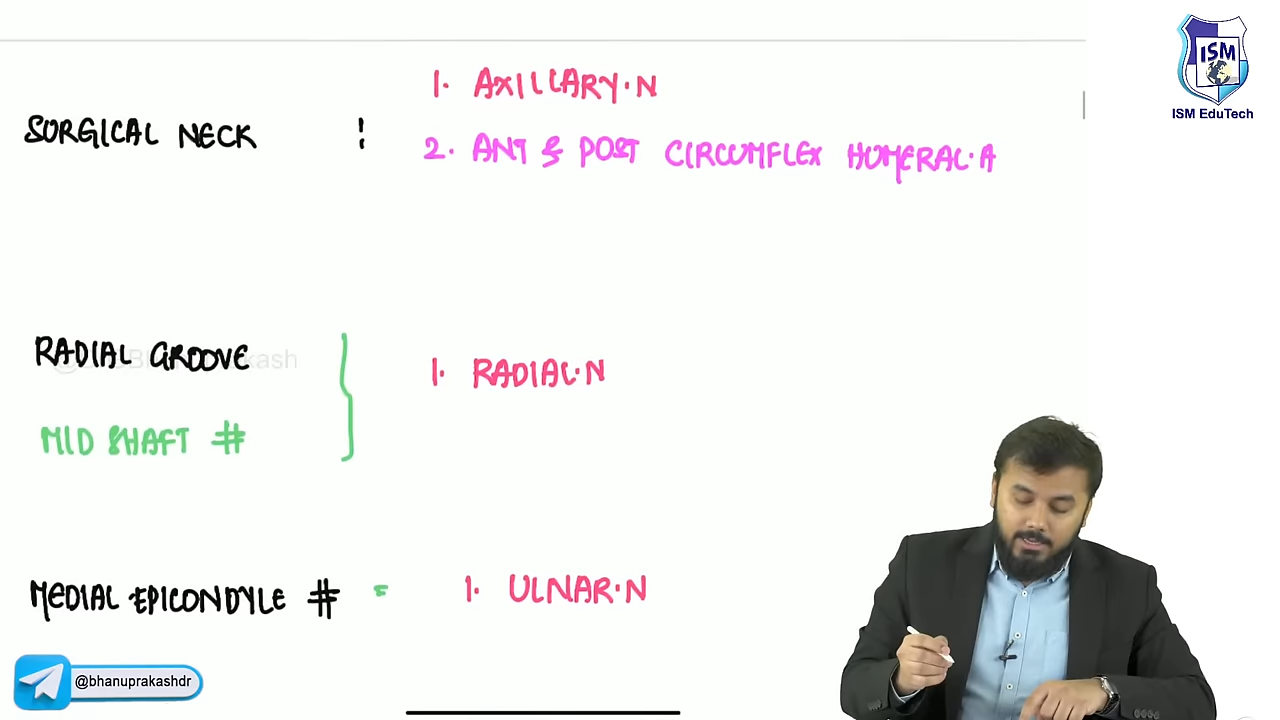 ISM
ISM EduTech
1. AXILLARY.N
SURGICAL NECK :
2. ANT & POST CIRCUMFLEX HUMERAL.A
RADIAL GROOVE
1. RADIAL.N
MID SHAFT #
MEDIAL EPICONDYLE # = 1. ULNAR.N
@bhanuprakashdr